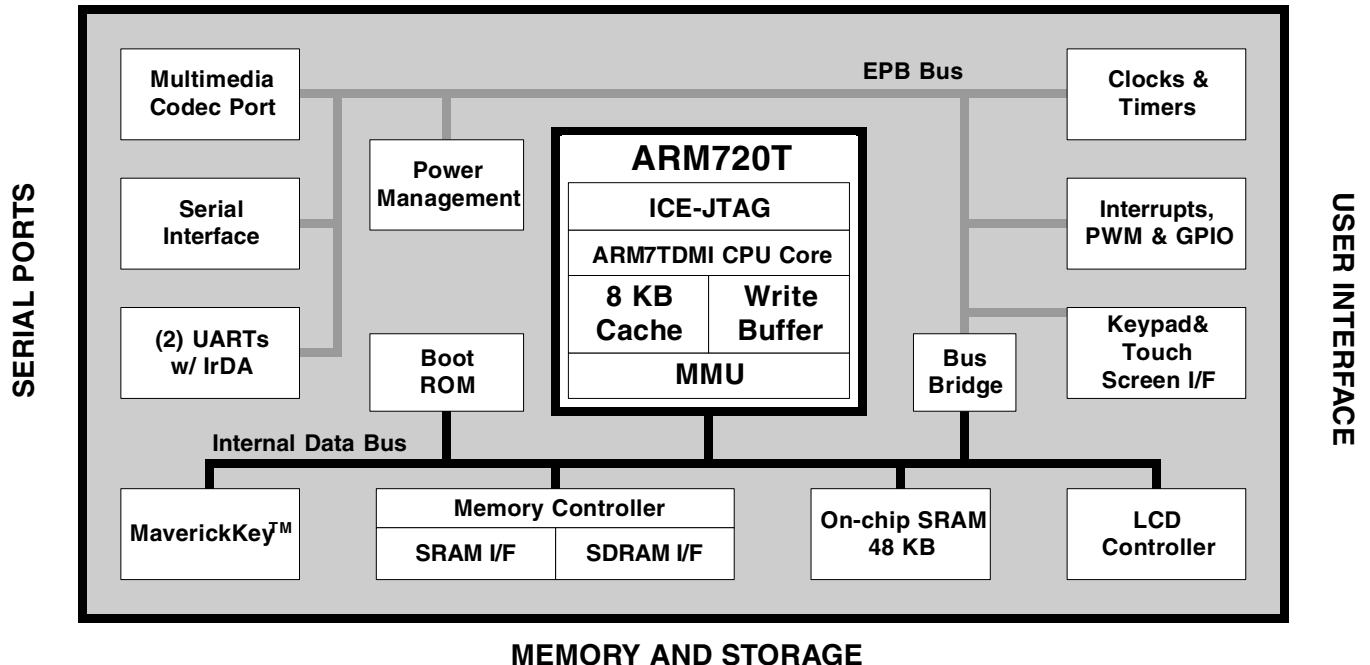 SERIAL PORTS
Multimedia
Codec Port
Serial
Interface
(2) UARTs
w/ IrDA
EPB Bus
Power
Management
Boot
ROM
ARM720T
ICE-JTAG
ARM7TDMI CPU Core
8 KB
Cache
Write
Buffer
MMU
Bus
Bridge
Clocks &
Timers
Interrupts,
PWM & GPIO
Keypad&
Touch
Screen I/F
USER INTERFACE
Internal Data Bus
MaverickKey™
Memory Controller
SRAM I/F
SDRAM I/F
On-chip SRAM
48 KB
LCD
Controller
MEMORY AND STORAGE